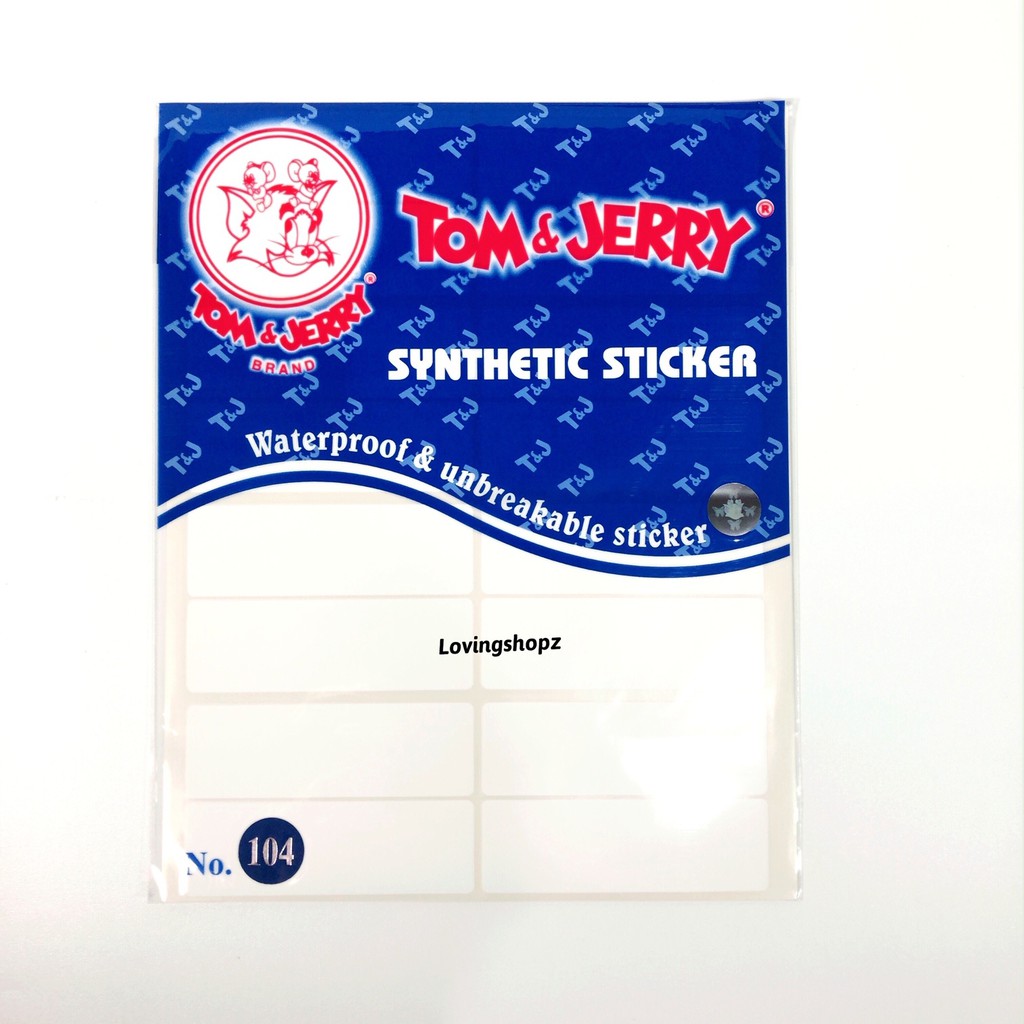 TOM & JERRY ®
BRAND
TOM & JERRY ®
SYNTHETIC STICKER
Waterproof & unbreakable sticker
T&J
Lovingshopz
No. 104